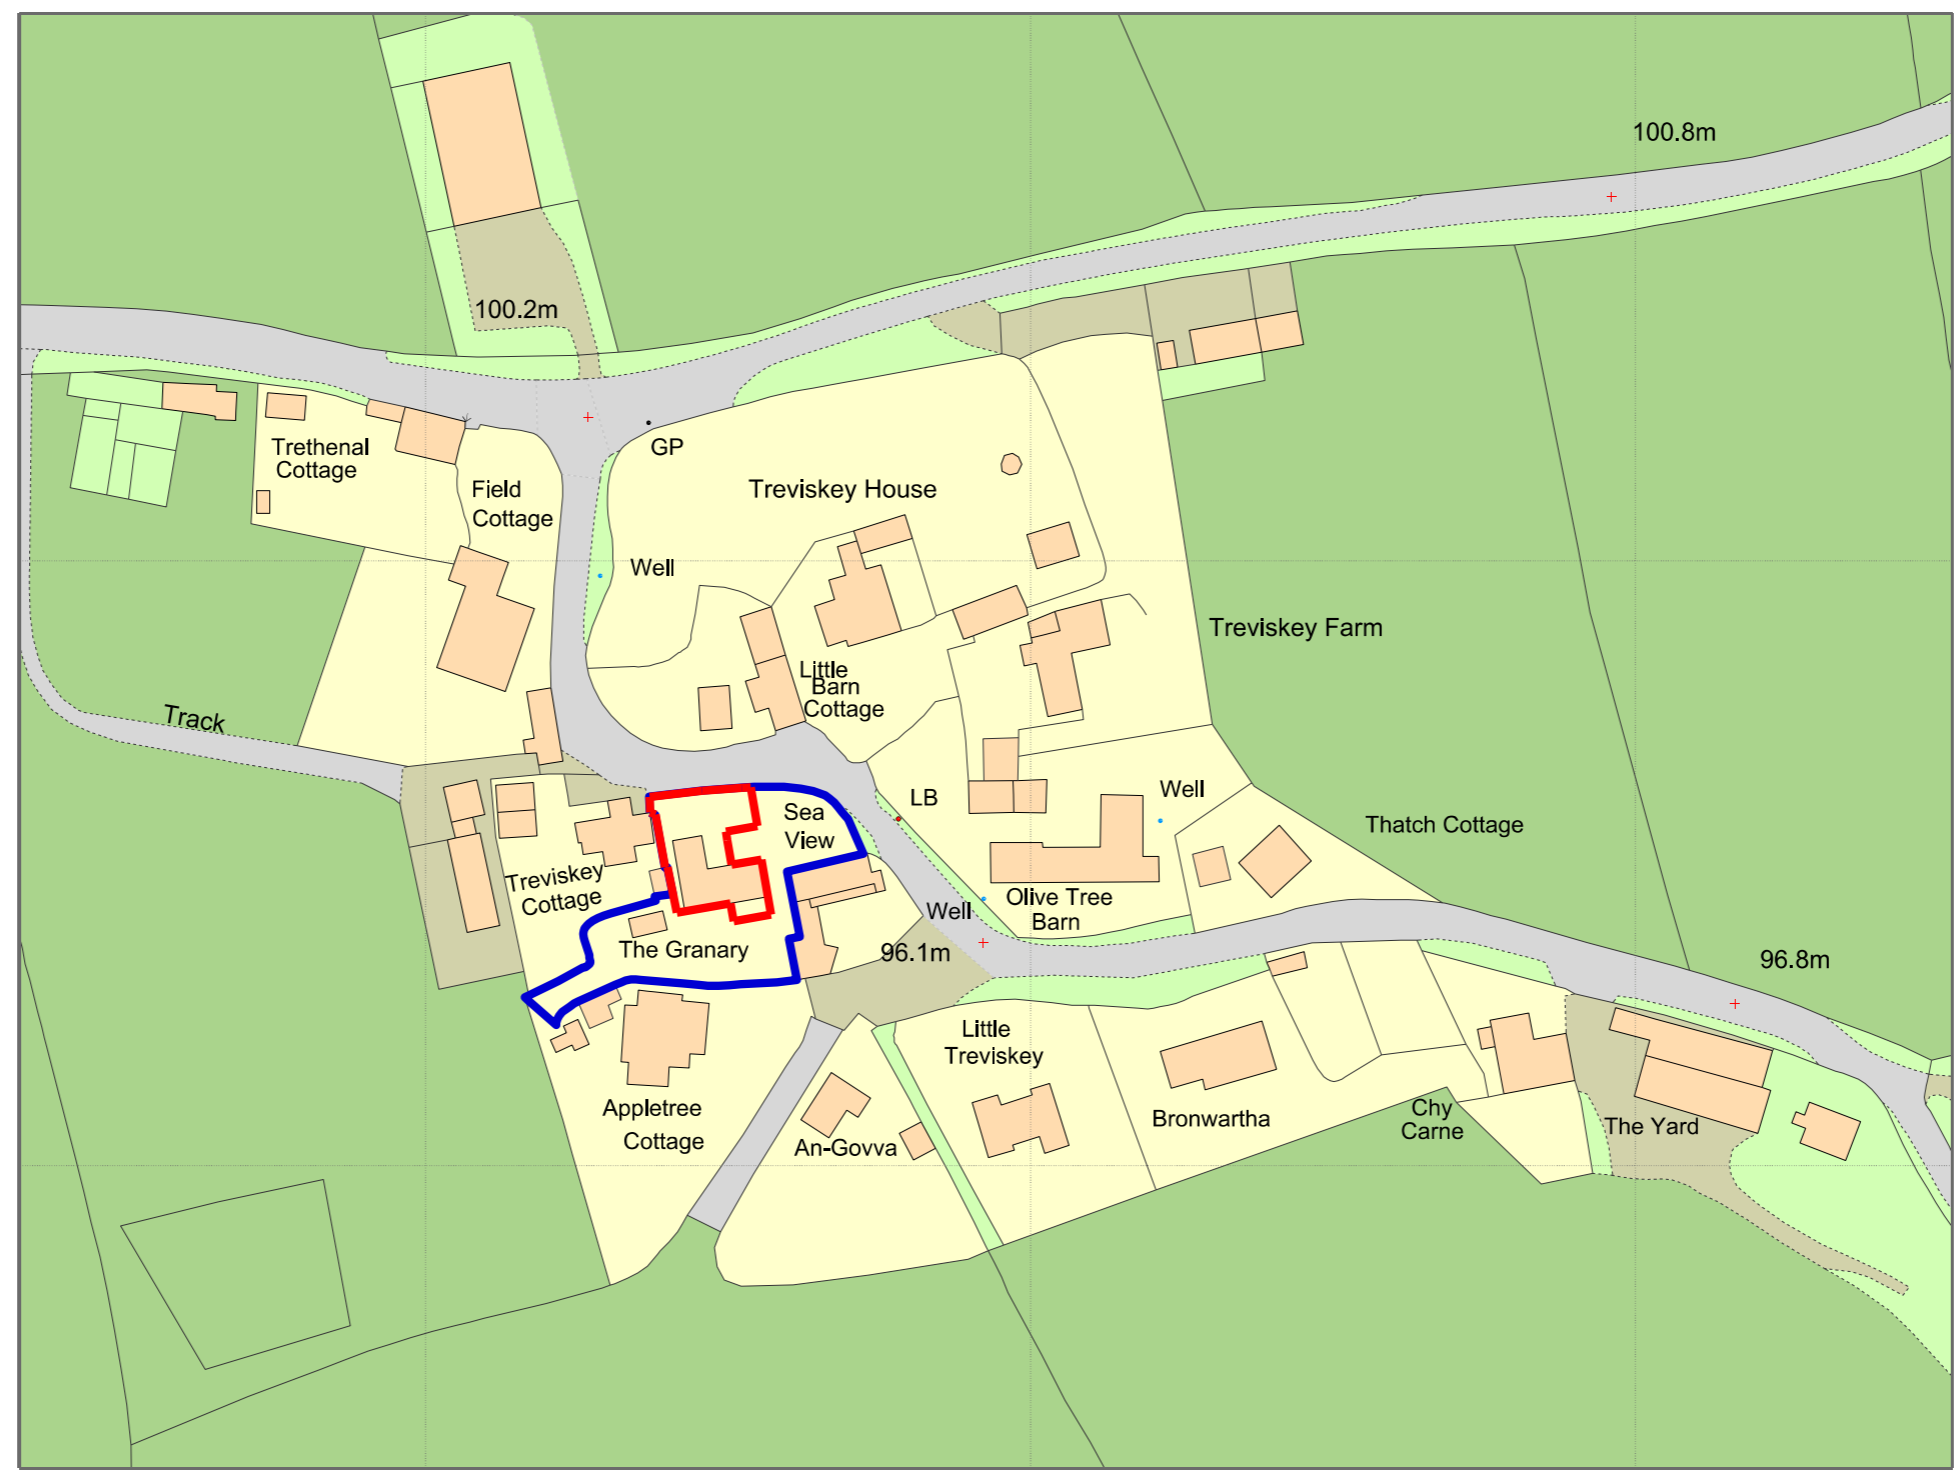 100.8m
100.2m
Trethenal
Cottage
GP
Field
Cottage
Treviskey House
Well
Treviskey Farm
Little
Barn
Cottage
Track
Sea
View
LB
Well
Thatch Cottage
Treviskey
Cottage
Olive Tree
Barn
Well
The Granary
96.1m
96.8m
Little
Treviskey
Appletree
Cottage
An-Govva
Bronwartha
Chy
Carne
The Yard